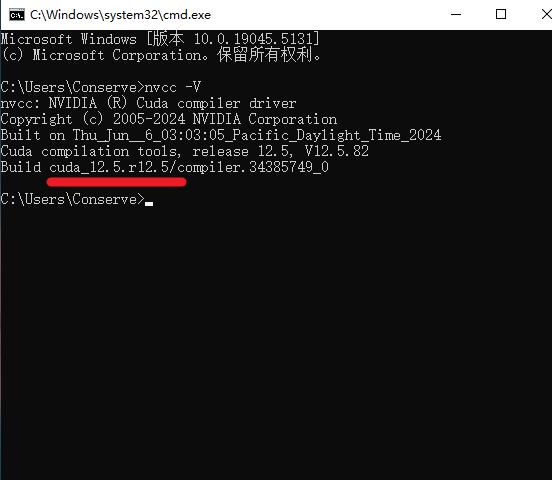 C:\Windows\system32\cmd.exe
Microsoft Windows [版本 10.0.19045.5131]
(c) Microsoft Corporation。保留所有权利。
C:\Users\Conserve>nvcc -V
nvcc: NVIDIA (R) Cuda compiler driver
Copyright (c) 2005-2024 NVIDIA Corporation
Built on Thu_Jun__6_03:03:05_Pacific_Daylight_Time_2024
Cuda compilation tools, release 12.5, V12.5.82
Build cuda_12.5.r12.5/compiler.34385749_0
C:\Users\Conserve>